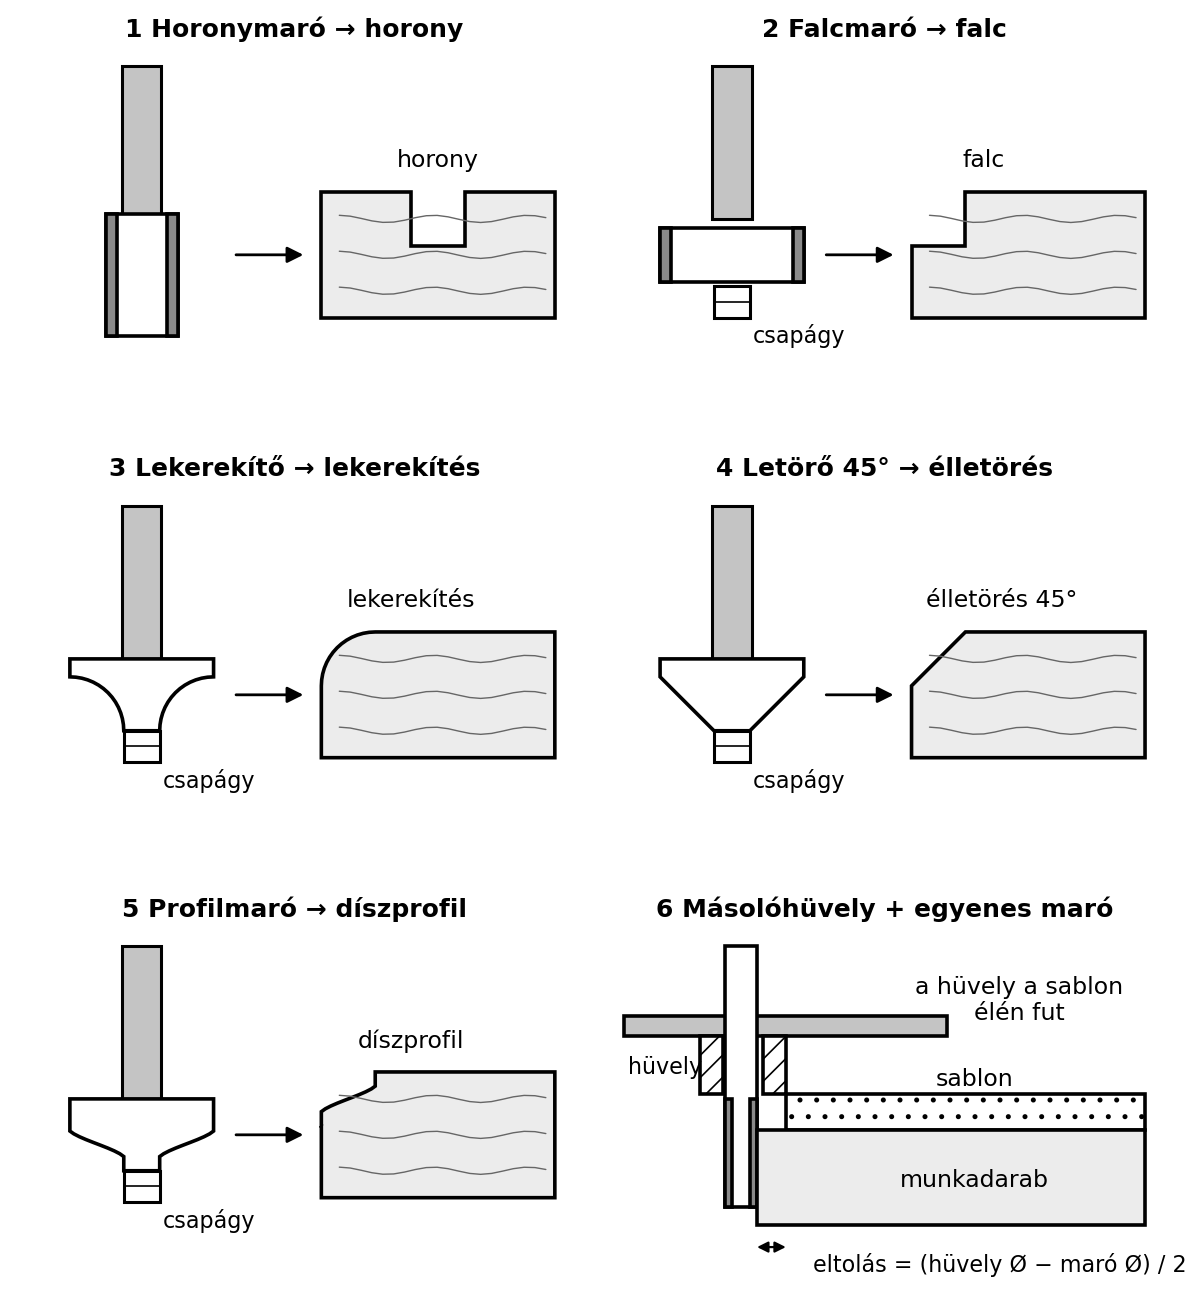 1 Horonymaró → horony
horony
2 Falcmaró → falc
falc
csapágy
3 Lekerekítő → lekerekítés
lekerekítés
csapágy
4 Letörő 45° → élletörés
élletörés 45°
csapágy
5 Profilmaró → díszprofil
díszprofil
csapágy
6 Másolóhüvely + egyenes maró
a hüvely a sablon
élén fut
hüvely
sablon
munkadarab
eltolás = (hüvely Ø − maró Ø) / 2